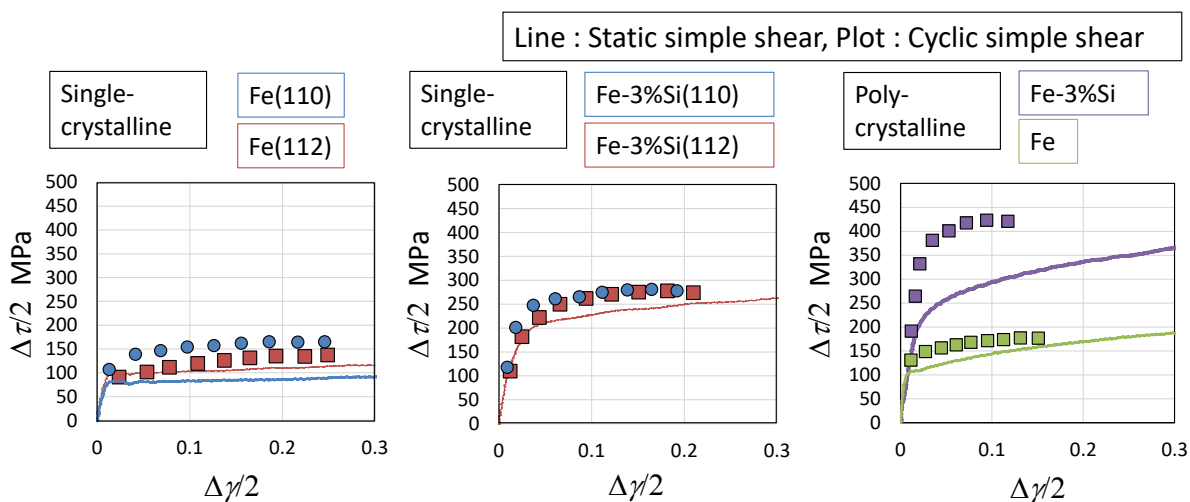 Line : Static simple shear, Plot : Cyclic simple shear
Single-
crystalline
Fe(110)
Fe(112)
500
450
400
350
300
250
200
150
100
50
0
0
0.1
0.2
0.3
Δτ/2 MPa
Δγ/2
Single-
crystalline
Fe-3%Si(110)
Fe-3%Si(112)
500
450
400
350
300
250
200
150
100
50
0
0
0.1
0.2
0.3
Δτ/2 MPa
Δγ/2
Poly-
crystalline
Fe-3%Si
Fe
500
450
400
350
300
250
200
150
100
50
0
0
0.1
0.2
0.3
Δτ/2 MPa
Δγ/2